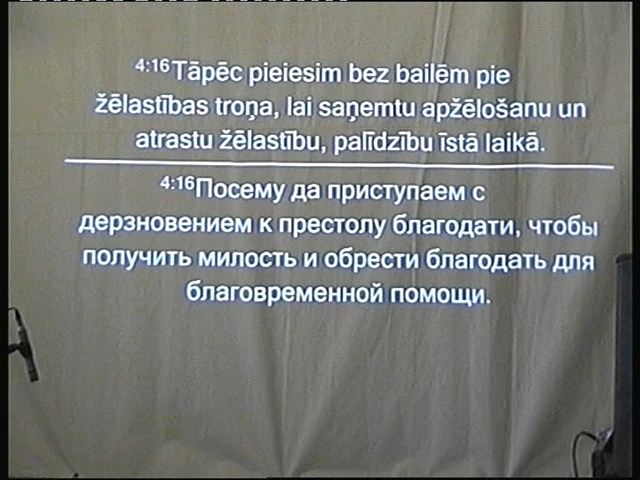 4:16Tāpēc pieiesim bez bailēm pie
žēlastības troņa, lai saņemtu apžēlošanu un
atrastu žēlastību, palīdzību īstā laikā.
4:16Посему да приступаем с
дерзновением к престолу благодати, чтобы
получить милость и обрести благодать для
благовременной помощи.